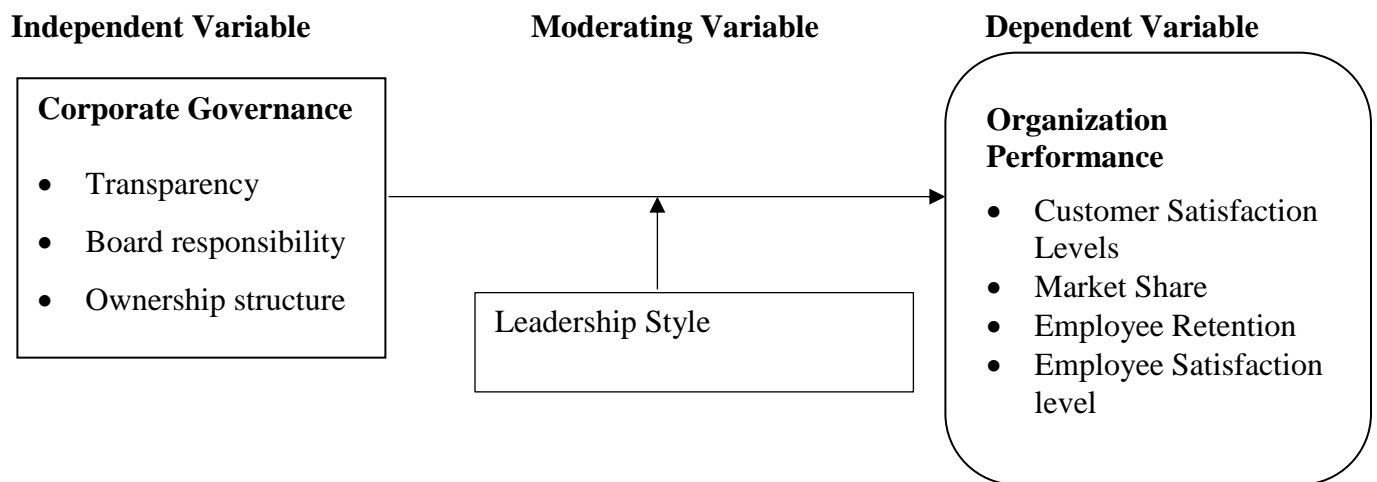 Independent Variable
Moderating Variable
Dependent Variable
Corporate Governance
• Transparency
• Board responsibility
• Ownership structure
Leadership Style
Organization
Performance
• Customer Satisfaction
Levels
• Market Share
• Employee Retention
• Employee Satisfaction
level